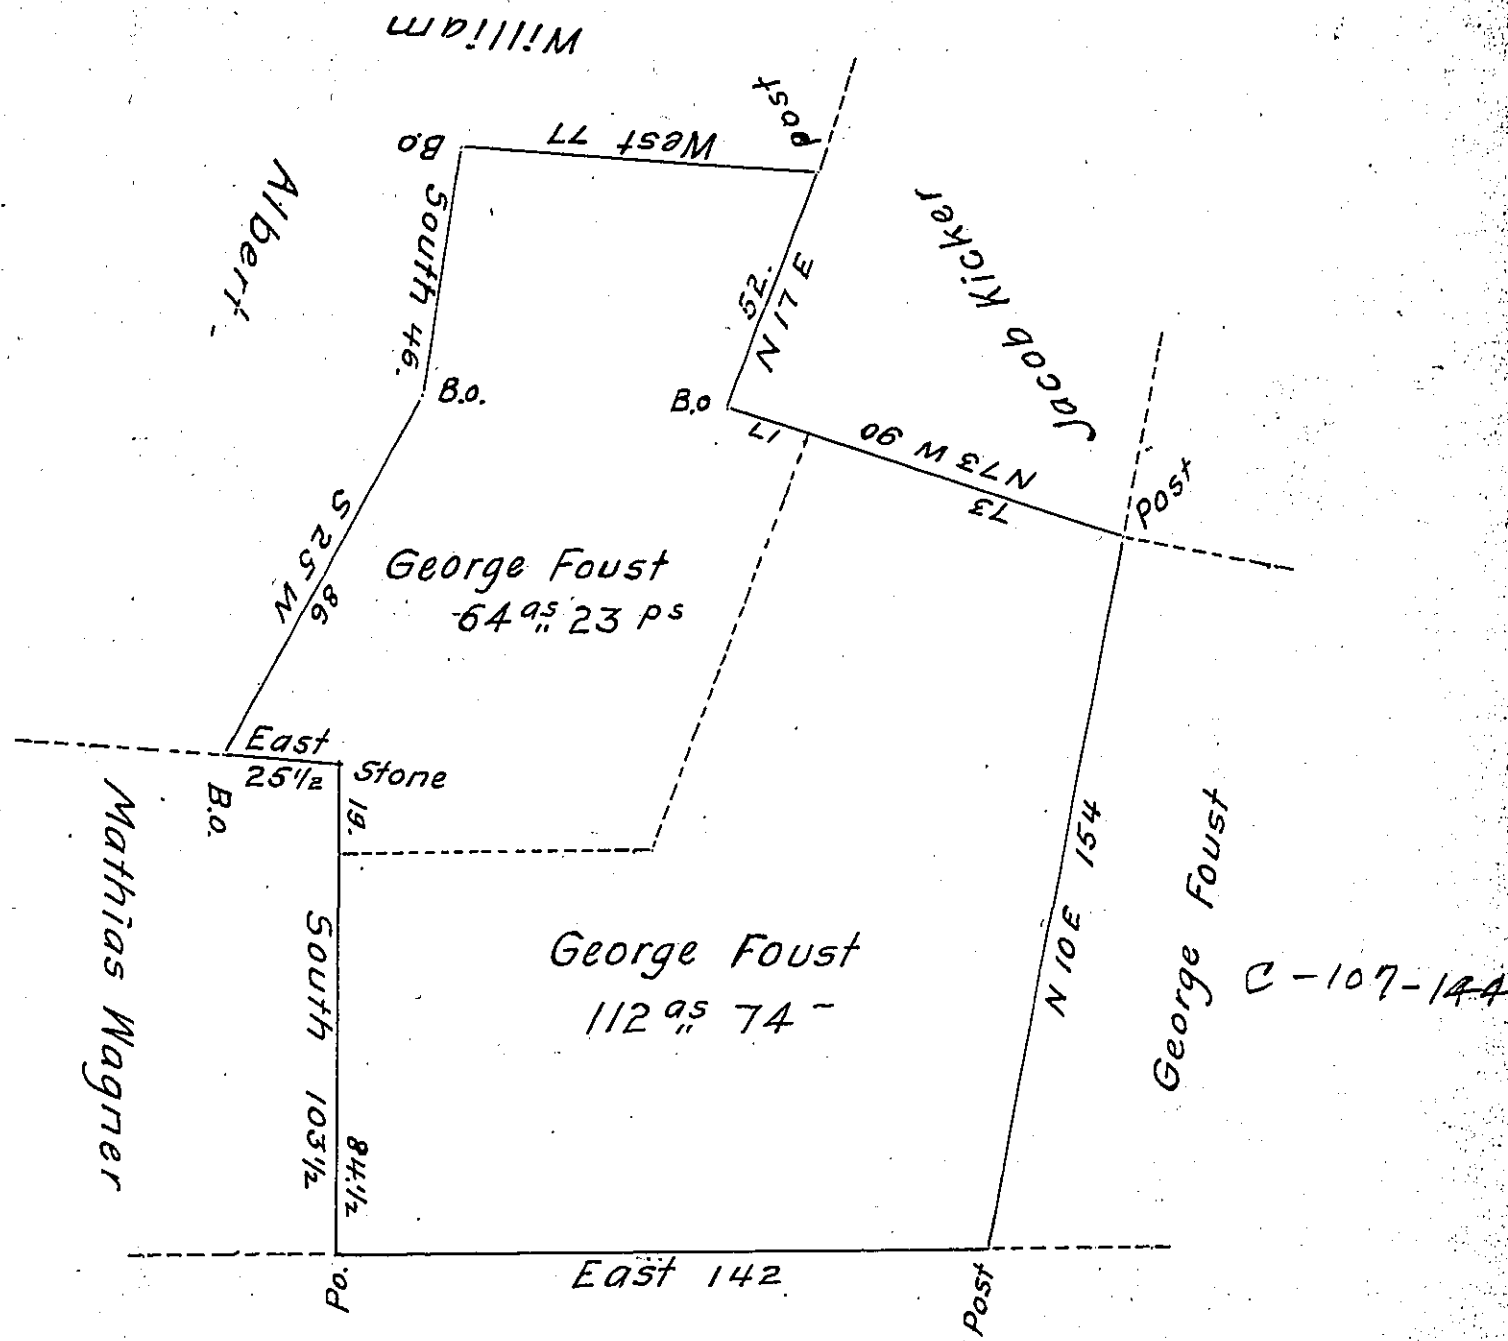 William
Albert
B.o
West 77
post
South 46.
B.o.
52.
N 17 E
Jacob Kicker
B.o
17
N 73 W 90
73
Post
S 25 W
86
George Foust
64 as 23 ps
East
25 1/2
Stone
B.o.
19.
Mathias Wagner
South 103 1/2
84 1/2
George Foust
112 as 74 -
N 10 E 154
George Foust
C-107-144
Po.
East 142
Post